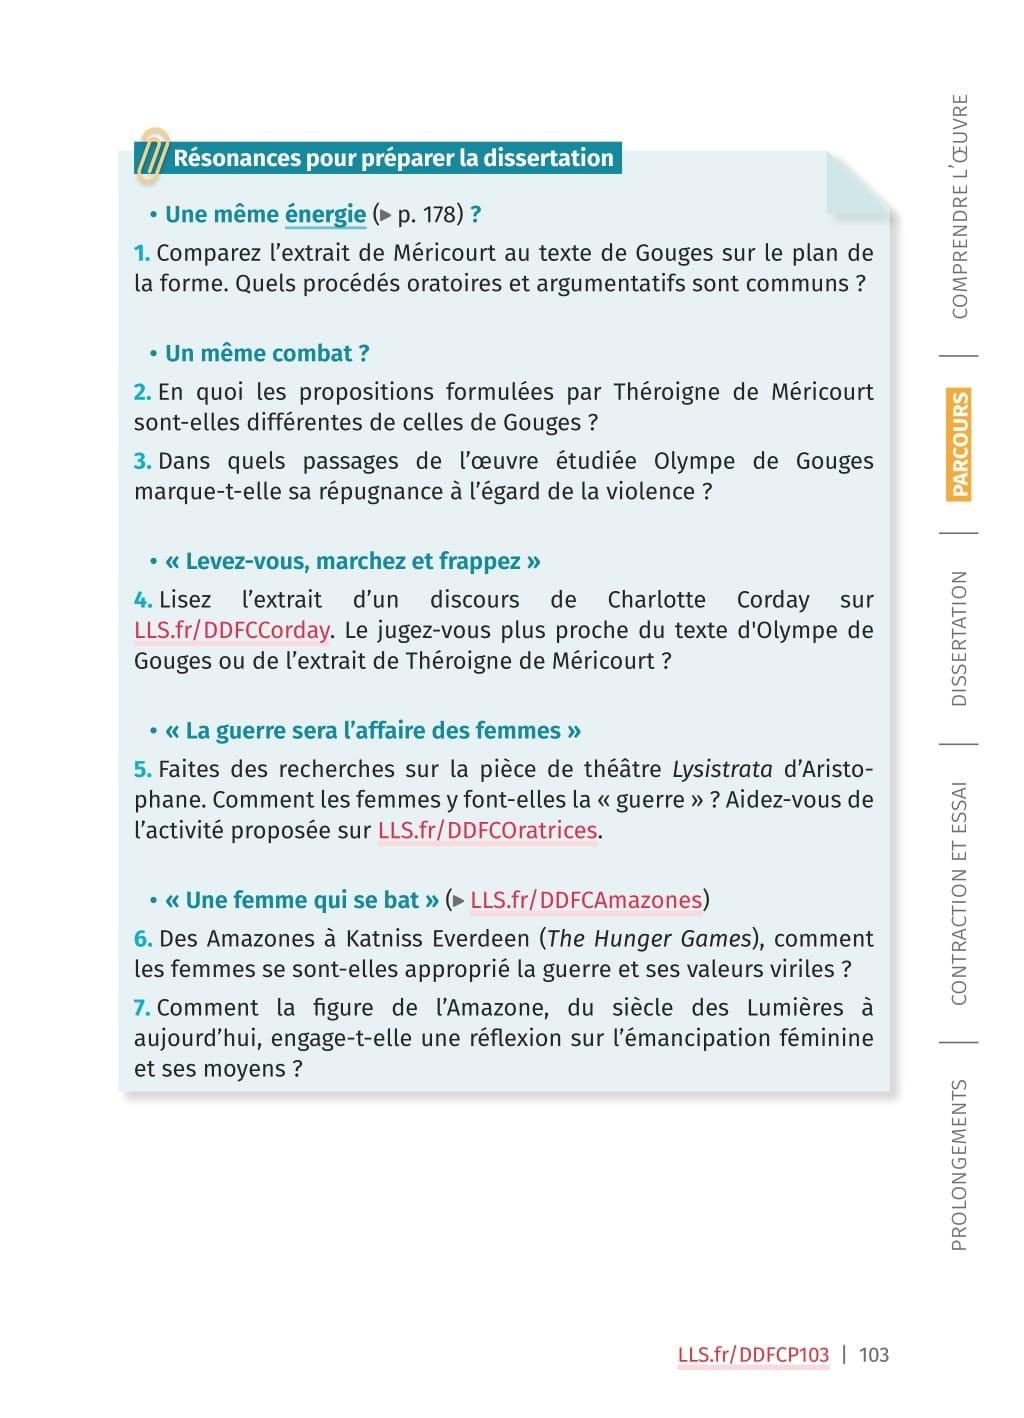 Résonances pour préparer la dissertation
• Une même énergie (▶ p. 178) ?
1. Comparez l’extrait de Méricourt au texte de Gouges sur le plan de
la forme. Quels procédés oratoires et argumentatifs sont communs ?
• Un même combat ?
2. En quoi les propositions formulées par Théroigne de Méricourt
sont-elles différentes de celles de Gouges ?
3. Dans quels passages de l’œuvre étudiée Olympe de Gouges
marque-t-elle sa répugnance à l’égard de la violence ?
• « Levez-vous, marchez et frappez »
4. Lisez l’extrait d’un discours de Charlotte Corday sur
LLS.fr/DDFCCorday. Le jugez-vous plus proche du texte d'Olympe de
Gouges ou de l’extrait de Théroigne de Méricourt ?
• « La guerre sera l’affaire des femmes »
5. Faites des recherches sur la pièce de théâtre Lysistrata d’Aristo-
phane. Comment les femmes y font-elles la « guerre » ? Aidez-vous de
l’activité proposée sur LLS.fr/DDFCOratrices.
• « Une femme qui se bat » (▶ LLS.fr/DDFCAmazones)
6. Des Amazones à Katniss Everdeen (The Hunger Games), comment
les femmes se sont-elles approprié la guerre et ses valeurs viriles ?
7. Comment la figure de l’Amazone, du siècle des Lumières à
aujourd’hui, engage-t-elle une réflexion sur l’émancipation féminine
et ses moyens ?
COMPRENDRE L’ŒUVRE
PARCOURS
DISSERTATION
CONTRACTION ET ESSAI
PROLONGEMENTS
LLS.fr/DDFCP103 | 103